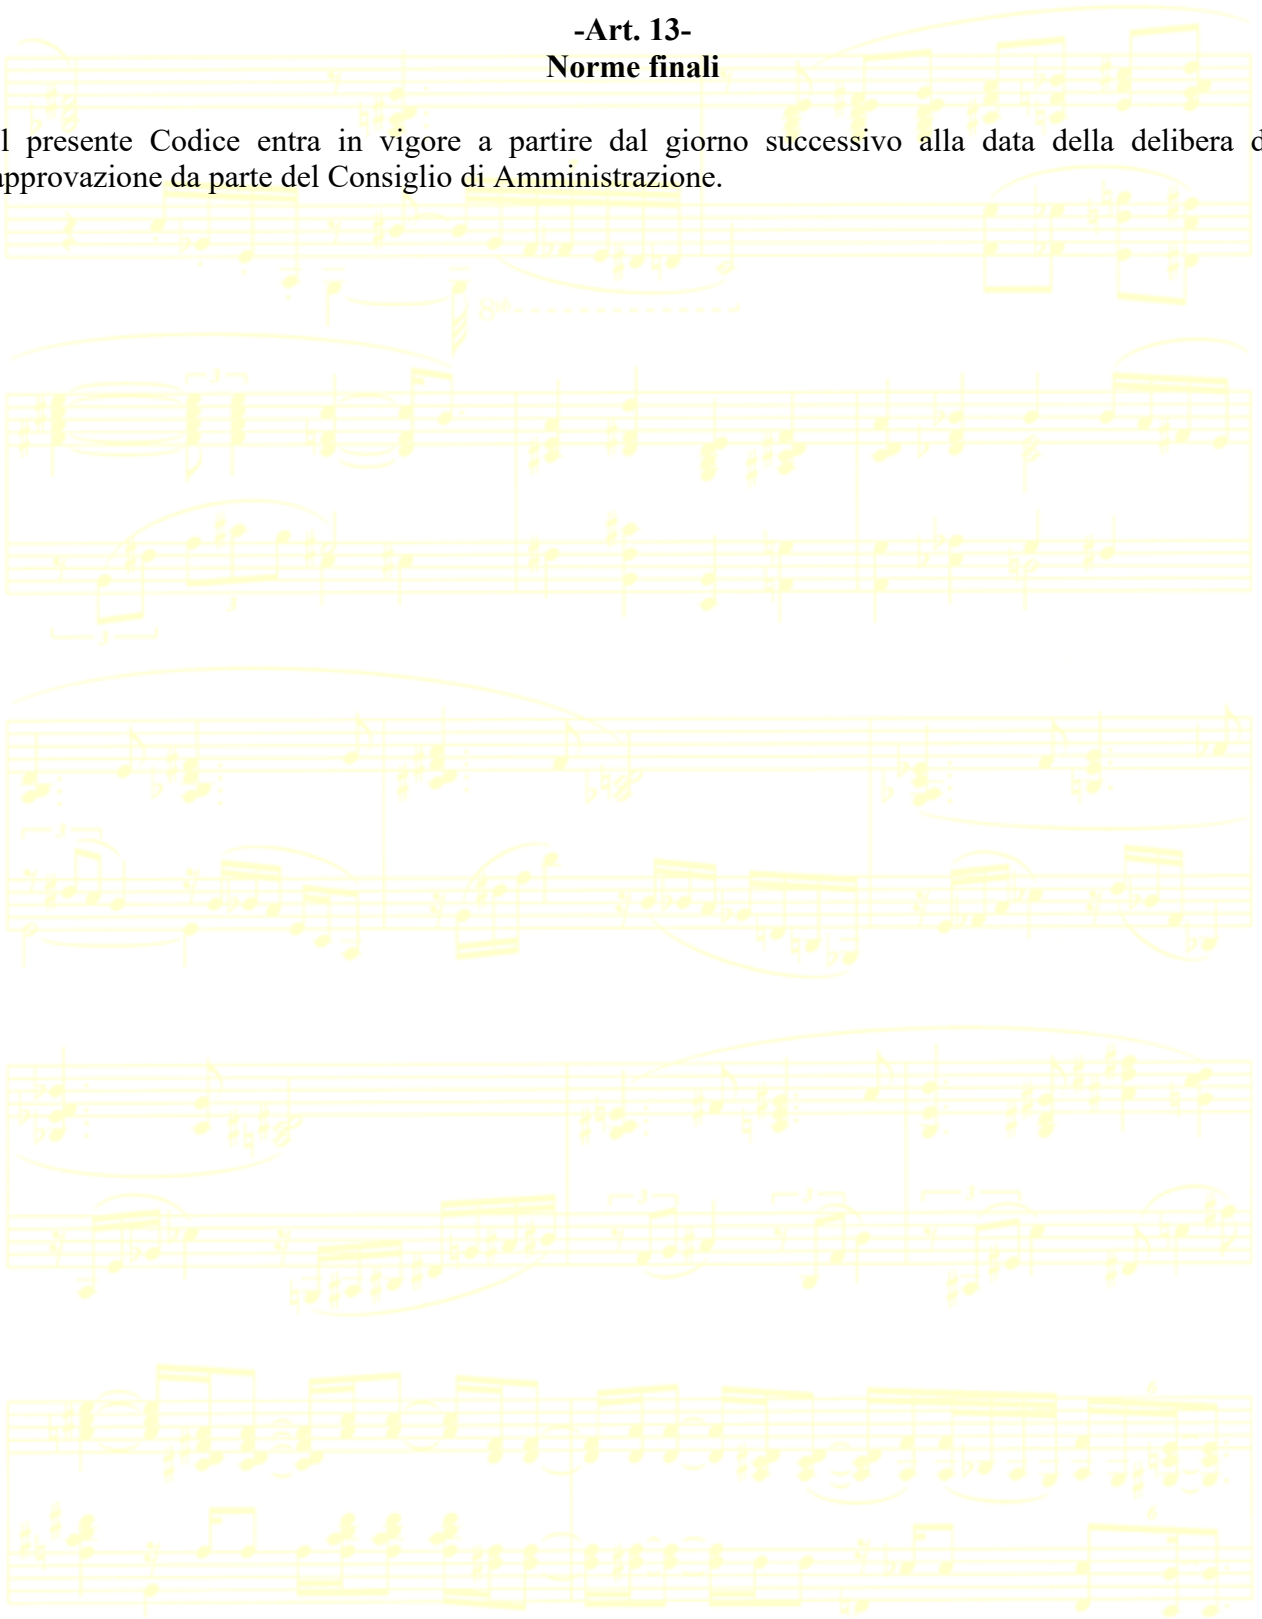 -Art. 13-
Norme finali
l presente Codice entra in vigore a partire dal giorno successivo alla data della delibera d
approvazione da parte del Consiglio di Amministrazione.